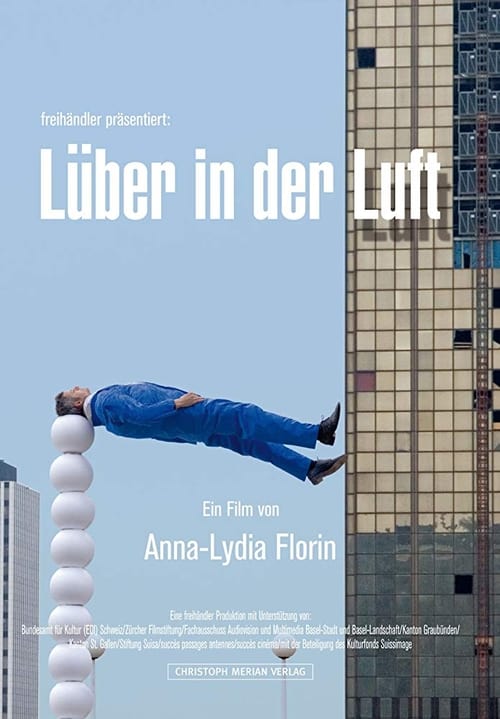 freihändler präsentiert:
Lüber in der Luft
Ein Film von
Anna-Lydia Florin
Eine freihändler Produktion mit Unterstützung von:
Bundesamt für Kultur (EDI) Schweiz/Zürcher Filmstiftung/Fachausschuss Audiovision und Multimedia Basel-Stadt und Basel-Landschaft/Kanton Graubünden/
Kanton St. Gallen/Stiftung Suisa/succès passages antennes/succès cinéma/mit der Beteiligung des Kulturfonds Suissimage
CHRISTOPH MERIAN VERLAG